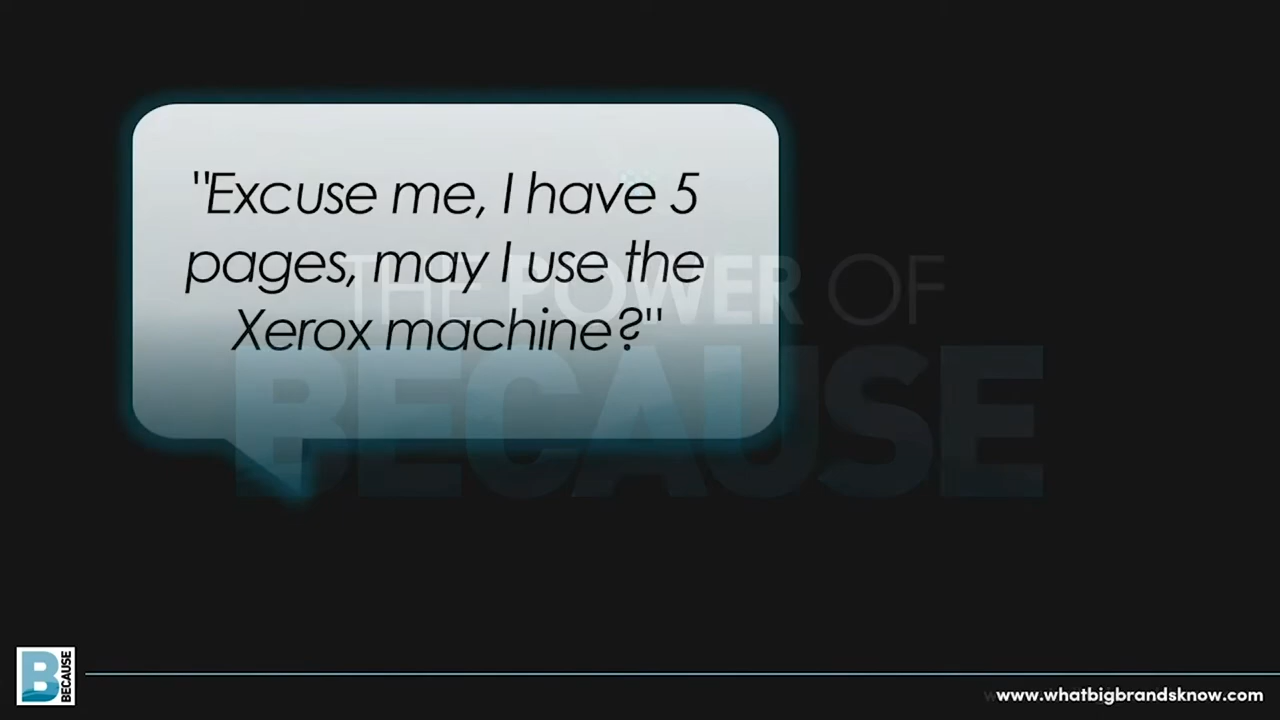 "Excuse me, I have 5
pages, may I use the
Xerox machine?"
THE POWER OF
BECAUSE
B BECAUSE
www.whatbigbrandsknow.com